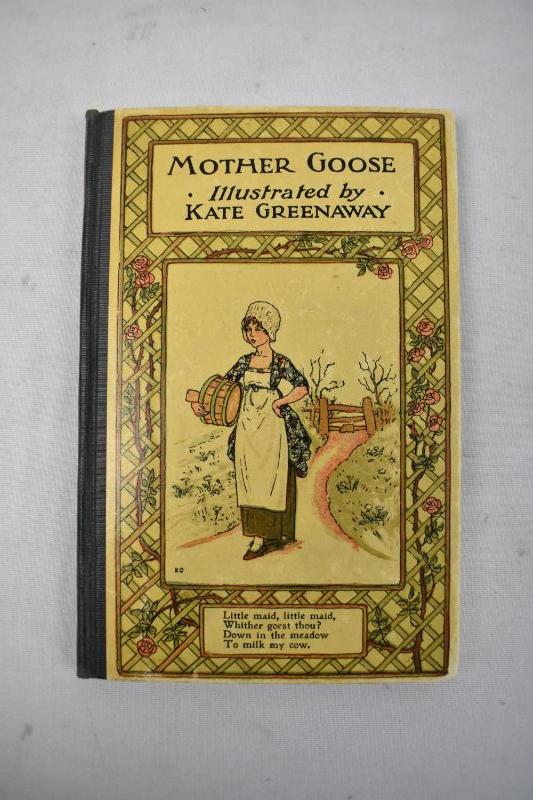 MOTHER GOOSE
· Illustrated by ·
KATE GREENAWAY
KG
Little maid, little maid,
Whither goest thou?
Down in the meadow
To milk my cow.